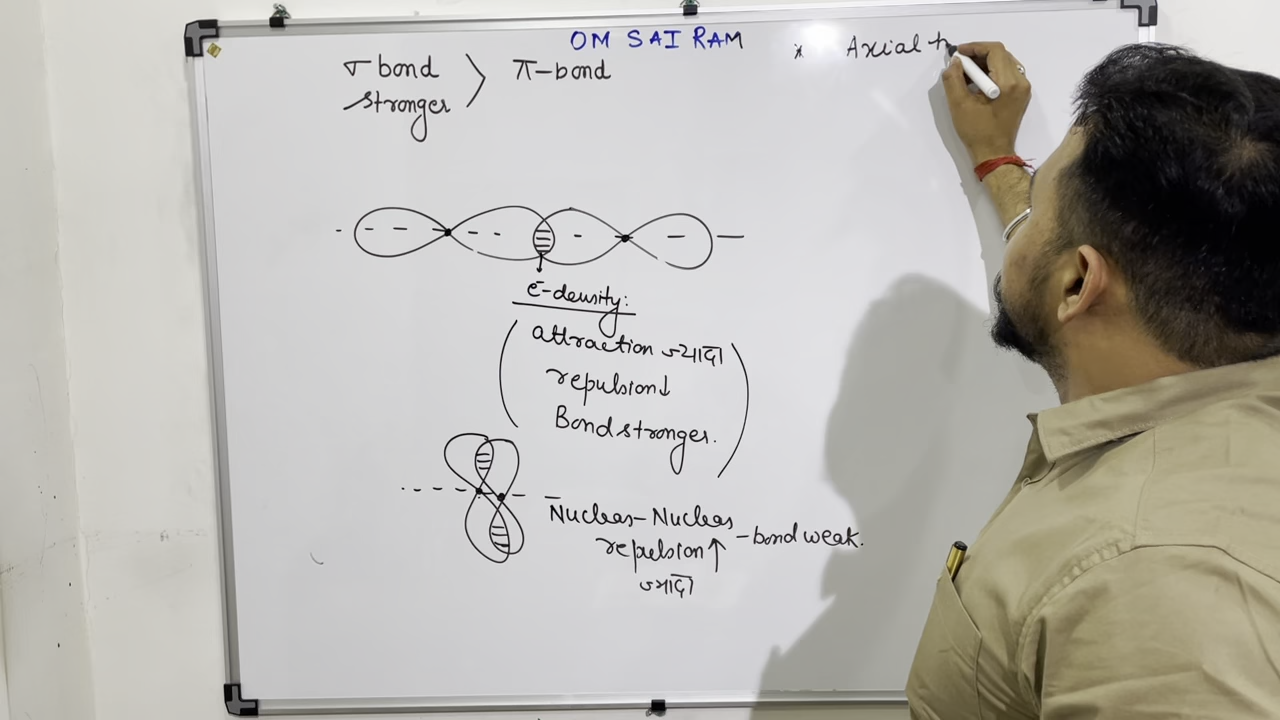 OM SAI RAM
σ bond > π-bond
stronger
* Axial
e-density:
attraction ज्यादा
repulsion↓
Bond stronger.
Nuclear-Nuclear
repulsion↑ - bond weak.
ज्यादा